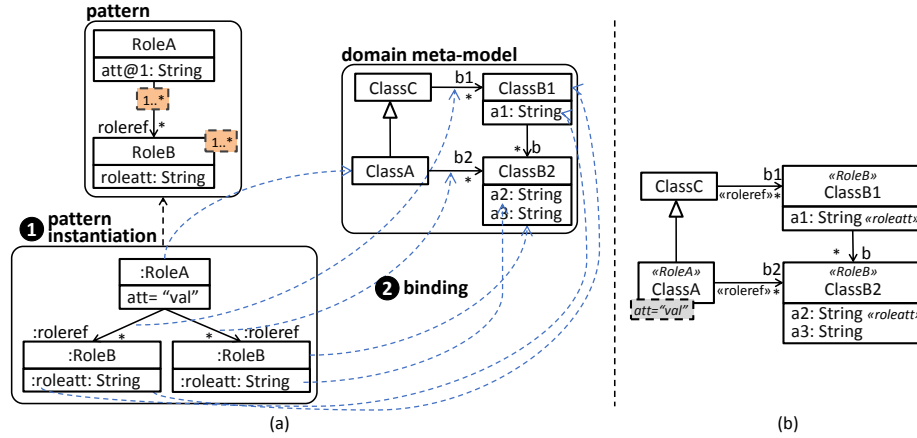 pattern
RoleA
att@1: String
1..*
roleref
*
1..*
RoleB
roleatt: String
domain meta-model
ClassC
b1
*
ClassB1
a1: String
*
b
ClassA
b2
*
ClassB2
a2: String
a3: String
1 pattern
instantiation
:RoleA
att= “val”
:roleref
*
*
:roleref
:RoleB
:roleatt: String
:RoleB
:roleatt: String
2 binding
(a)
ClassC
b1
«roleref»
*
«RoleB»
ClassB1
a1: String «roleatt»
*
b
«RoleA»
ClassA
att=“val”
b2
«roleref»
*
«RoleB»
ClassB2
a2: String «roleatt»
a3: String
(b)